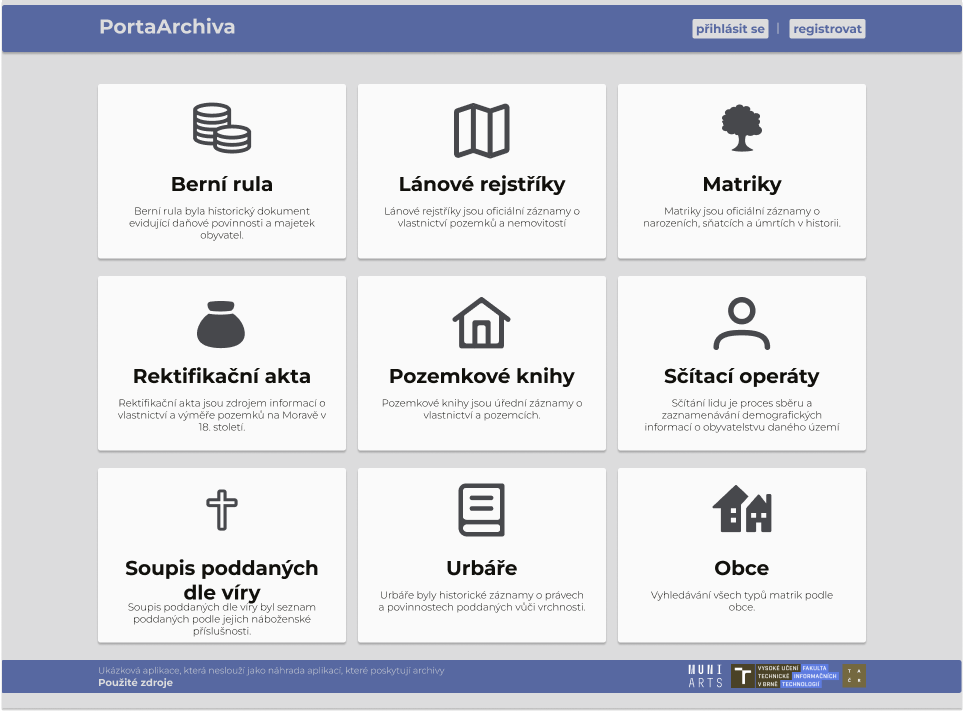 PortaArchiva
přihlásit se | registrovat
Berní rula
Berní rula byla historický dokument
evidující daňové povinnosti a majetek
obyvatel.
Lánové rejstříky
Lánové rejstříky jsou oficiální záznamy o
vlastnictví pozemků a nemovitostí
Matriky
Matriky jsou oficiální záznamy o
narozeních, sňatcích a úmrtích v historii.
Rektifikační akta
Rektifikační akta jsou zdrojem informací o
vlastnictví a výměře pozemků na Moravě v
18. století.
Pozemkové knihy
Pozemkové knihy jsou úřední záznamy o
vlastnictví a pozemcích.
Sčítací operáty
Sčítání lidu je proces sběru a
zaznamenávání demografických
informací o obyvatelstvu daného území
Soupis poddaných
dle víry
Soupis poddaných dle víry byl seznam
poddaných podle jejich náboženské
příslušnosti.
Urbáře
Urbáře byly historické záznamy o právech
a povinnostech poddaných vůči vrchnosti.
Obce
Vyhledávání všech typů matrik podle
obce.
Ukázková aplikace, která neslouží jako náhrada aplikací, které poskytují archivy
Použité zdroje
MUNI
ARTS
T
VYSOKÉ UČENÍ FAKULTA
TECHNICKÉ INFORMAČNÍCH
V BRNĚ TECHNOLOGIÍ
T A
Č R